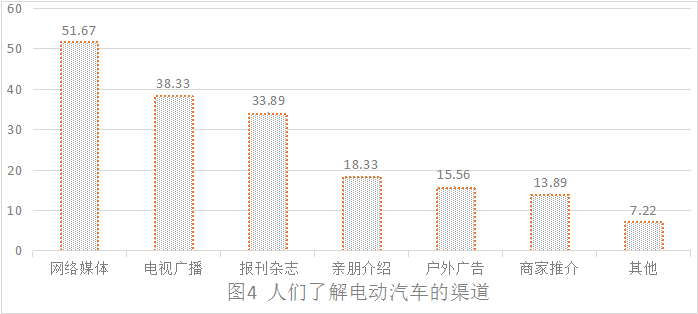 60
50
40
30
20
10
0
51.67
38.33
33.89
18.33
15.56
13.89
7.22
网络媒体
电视广播
报刊杂志
亲朋介绍
户外广告
商家推介
其他
图4 人们了解电动汽车的渠道